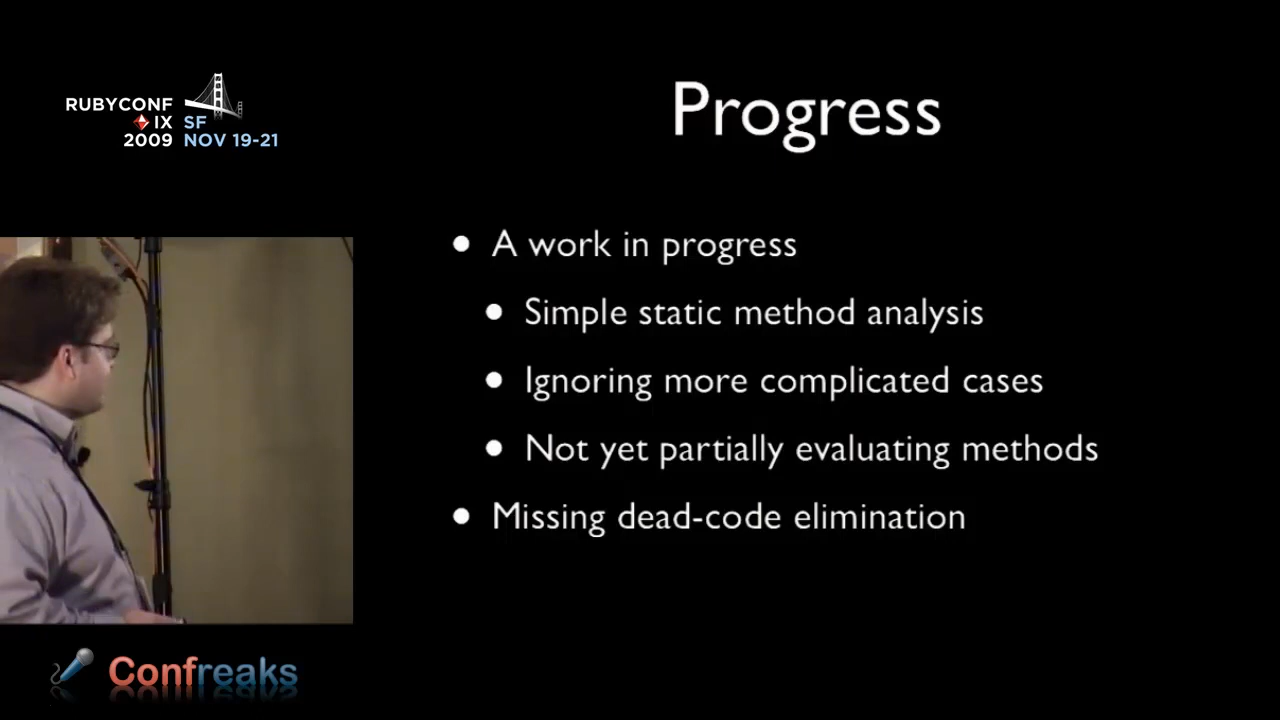 RUBYCONF
IX SF
2009 NOV 19-21
Progress
A work in progress
Simple static method analysis
Ignoring more complicated cases
Not yet partially evaluating methods
Missing dead-code elimination
Confreaks